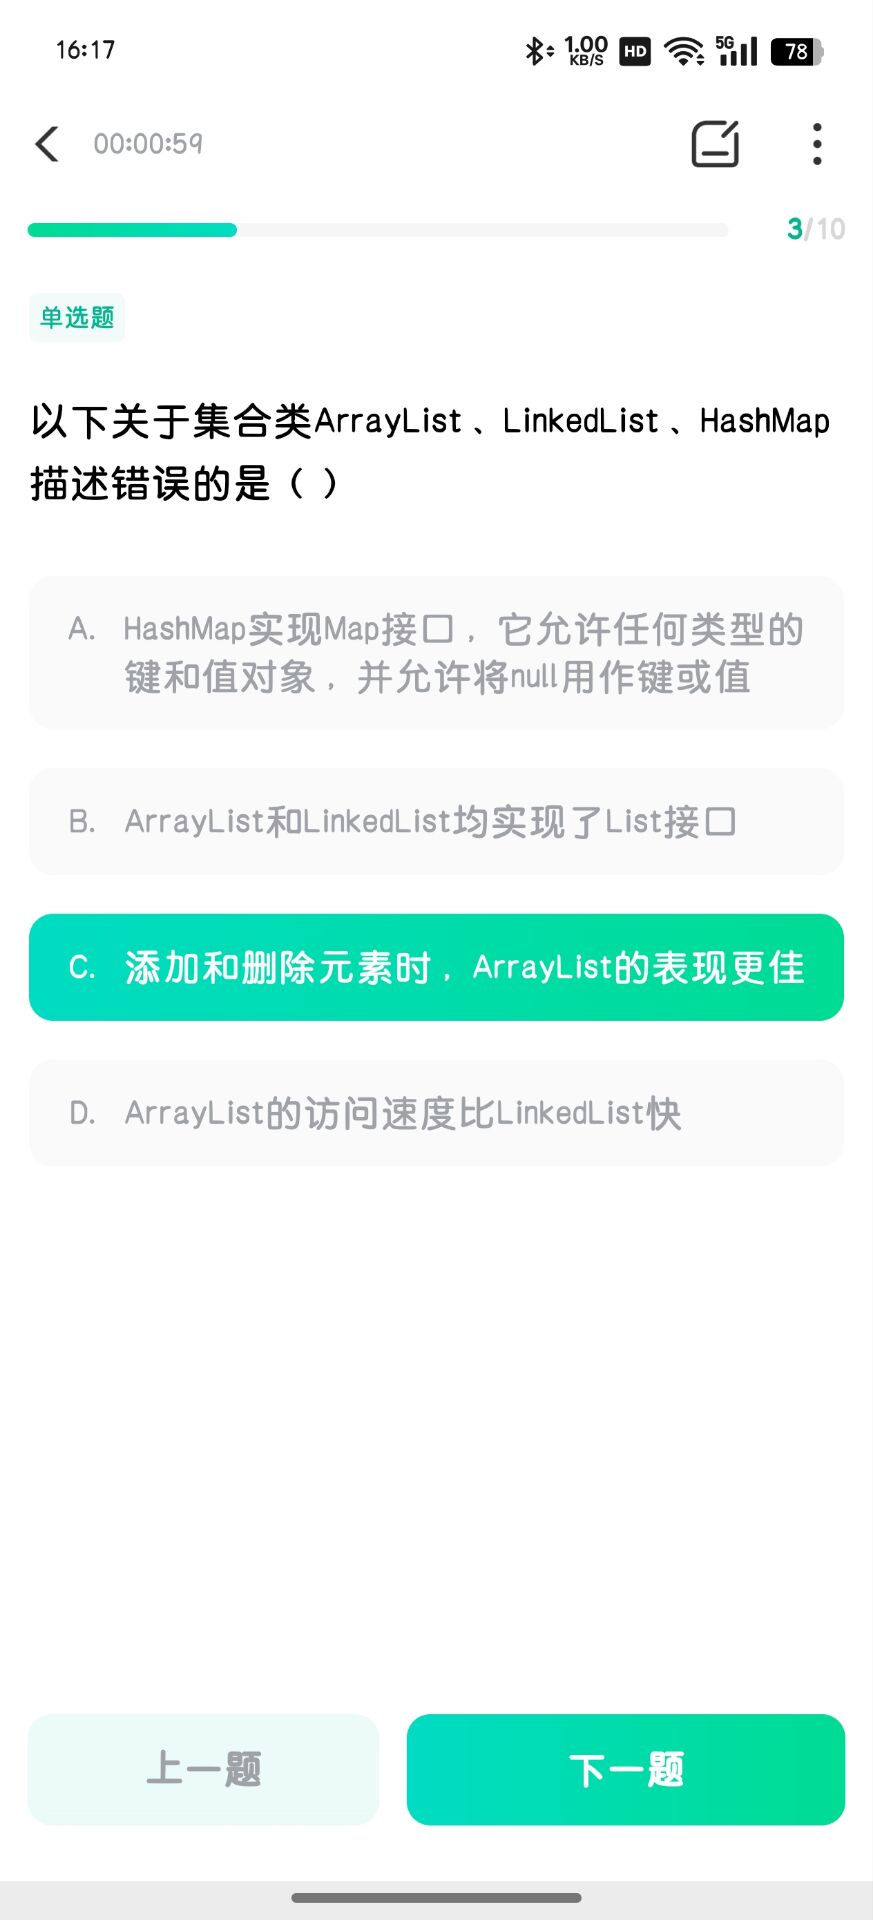 16:17
1.00 KB/S HD 5G 78
00:00:59
3/10
单选题
以下关于集合类ArrayList、LinkedList、HashMap
描述错误的是（ ）
A. HashMap实现Map接口，它允许任何类型的
键和值对象，并允许将null用作键或值
B. ArrayList和LinkedList均实现了List接口
C. 添加和删除元素时，ArrayList的表现更佳
D. ArrayList的访问速度比LinkedList快
上一题
下一题